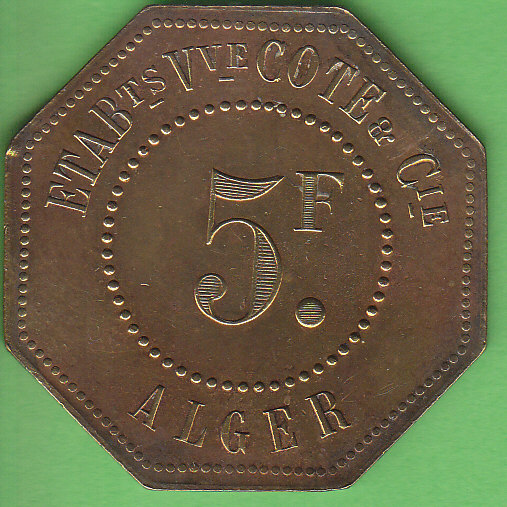 ETABTS VVE COTE & CIE
5F.
ALGER